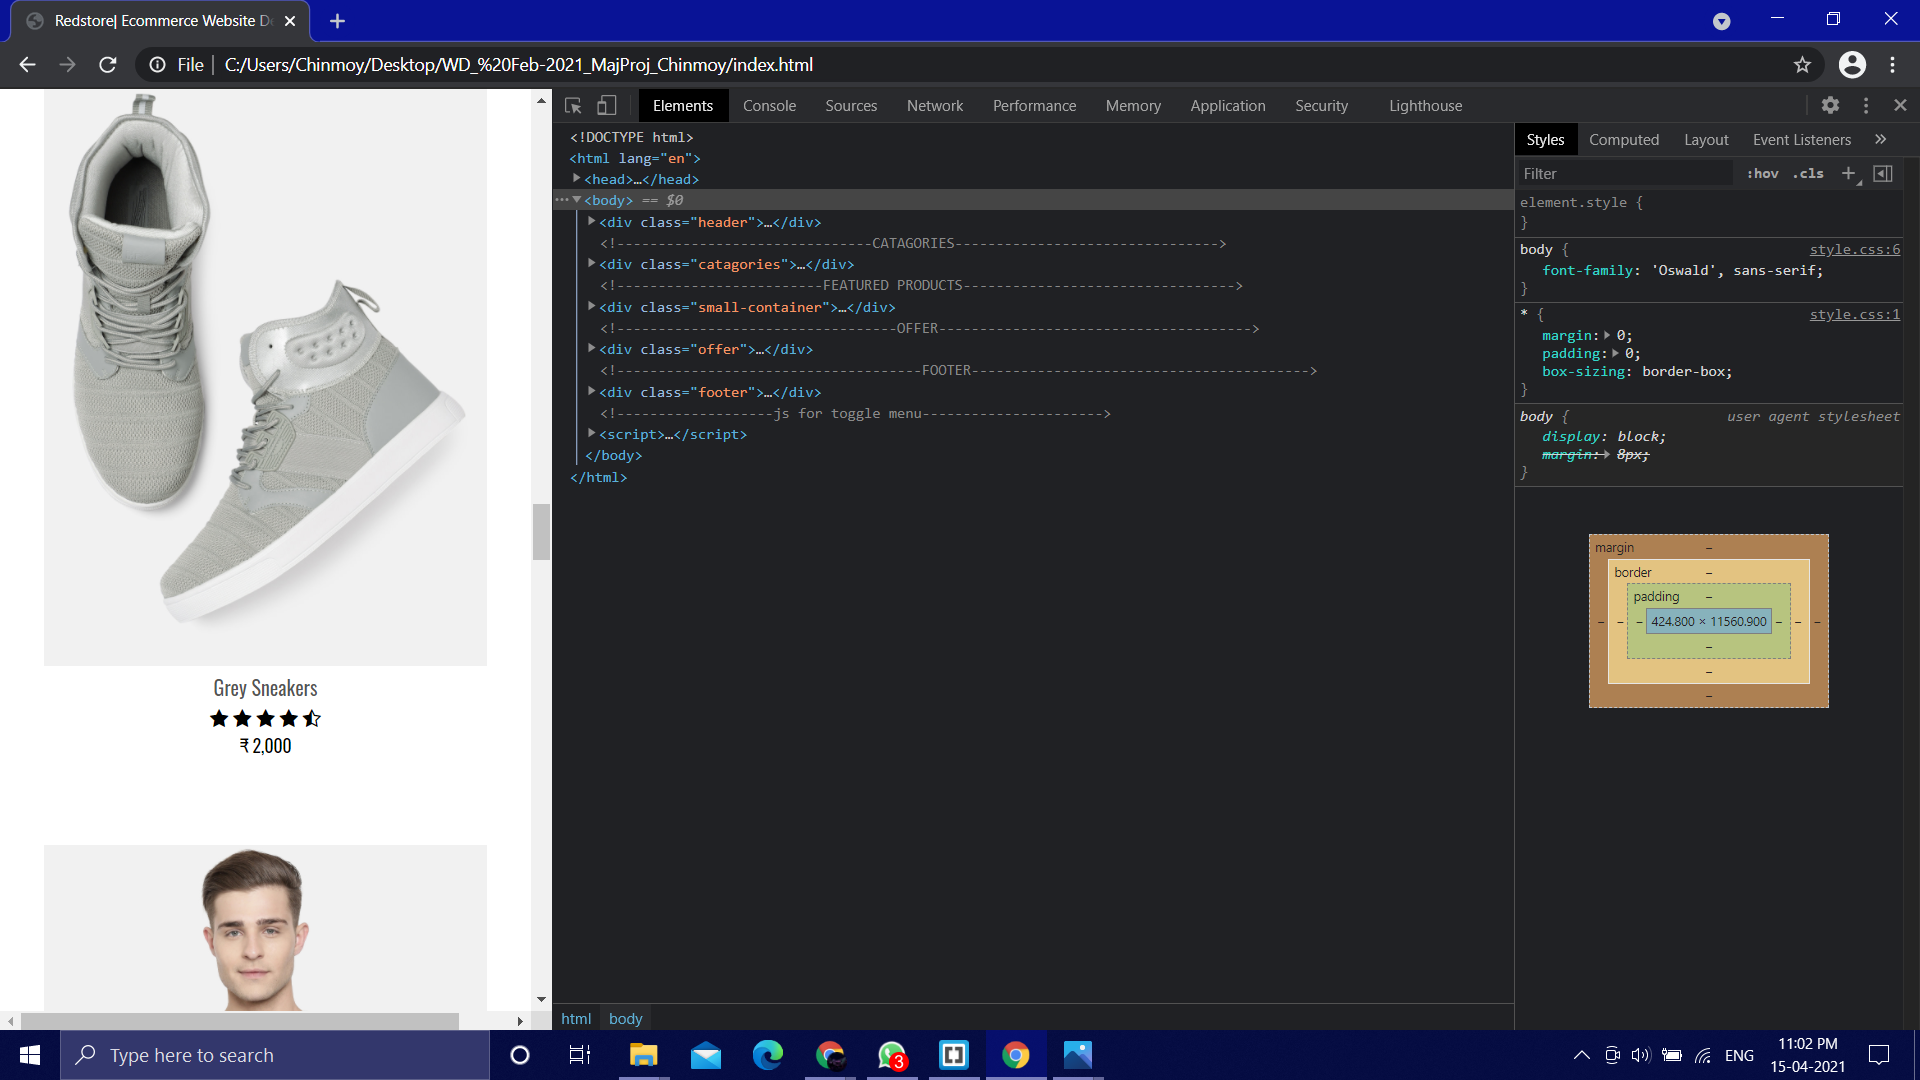 Redstore| Ecommerce Website De
File | C:/Users/Chinmoy/Desktop/WD_%20Feb-2021_MajProj_Chinmoy/index.html
Grey Sneakers
₹ 2,000
Elements Console Sources Network Performance Memory Application Security Lighthouse
<!DOCTYPE html>
<html lang="en">
<head>…</head>
<body> == $0
<div class="header">…</div>
<!-------------------------------CATAGORIES-------------------------------->
<div class="catagories">…</div>
<!-------------------------FEATURED PRODUCTS--------------------------------->
<div class="small-container">…</div>
<!----------------------------------OFFER-------------------------------------->
<div class="offer">…</div>
<!-------------------------------------FOOTER----------------------------------------->
<div class="footer">…</div>
<!-------------------js for toggle menu---------------------->
<script>…</script>
</body>
</html>
html body
Styles Computed Layout Event Listeners »
Filter :hov .cls +
element.style {
}
body { style.css:6
font-family: 'Oswald', sans-serif;
}
* { style.css:1
margin: 0;
padding: 0;
box-sizing: border-box;
}
body { user agent stylesheet
display: block;
margin: 8px;
}
margin –
border –
padding –
– – – 424.800 × 11560.900 – – –
–
–
–
Type here to search
3
ENG
11:02 PM
15-04-2021